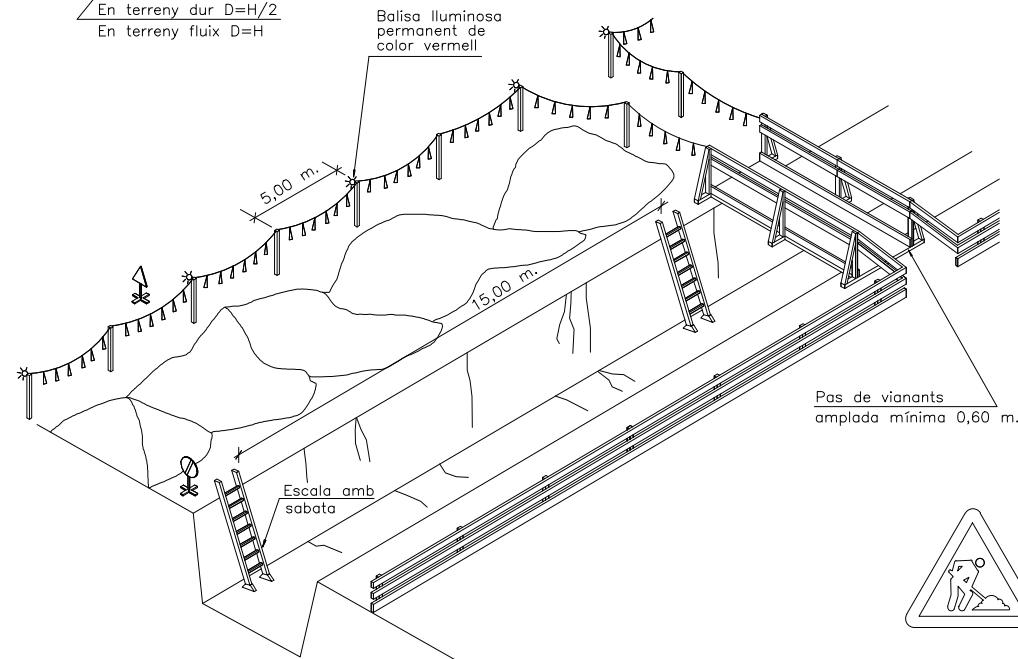 En terreny dur D=H/2
En terreny fluix D=H
Balisa lluminosa
permanent de
color vermell
5,00 m.
15,00 m.
Pas de vianants
amplada mínima 0,60 m.
Escala amb
sabata